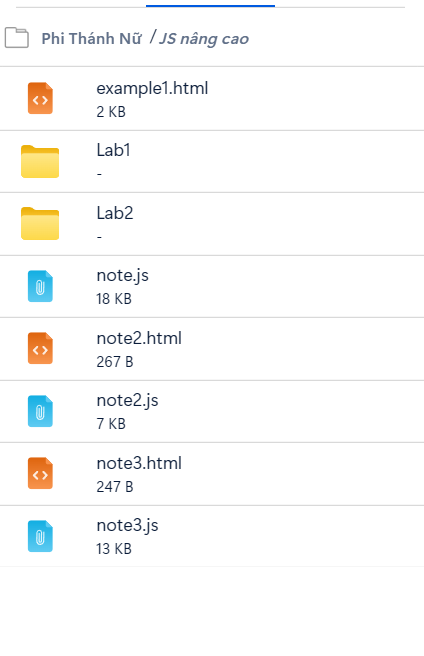 Phi Thánh Nữ / JS nâng cao
example1.html
2 KB
Lab1
-
Lab2
-
note.js
18 KB
note2.html
267 B
note2.js
7 KB
note3.html
247 B
note3.js
13 KB